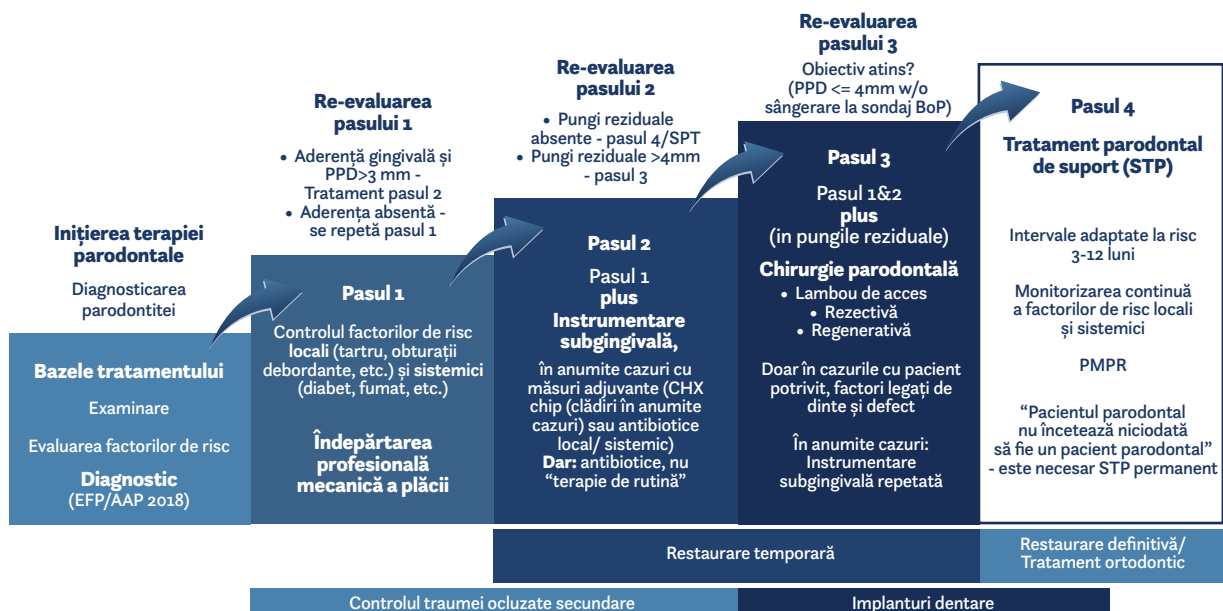 Inițierea terapiei
parodontale
Diagnosticarea
parodontitei
Bazele tratamentului
Examinare
Evaluarea factorilor de risc
Diagnostic
(EFP/AAP 2018)
Re-evaluarea
pasului 1
• Aderență gingivală și
PPD>3 mm -
Tratament pasul 2
• Aderența absentă -
se repetă pasul 1
Pasul 1
Controlul factorilor de risc
locali (tartru, obturații
debordante, etc.) și sistemici
(diabet, fumat, etc.)
Îndepărtarea
profesională
mecanică a plăcii
Re-evaluarea
pasului 2
• Pungi reziduale
absente - pasul 4/SPT
• Pungi reziduale >4mm
- pasul 3
Pasul 2
Pasul 1
plus
Instrumentare
subgingivală,
în anumite cazuri cu
măsuri adjuvante (CHX
chip (clădiri în anumite
cazuri) sau antibiotice
local/ sistemic)
Dar: antibiotice, nu
“terapie de rutină”
Re-evaluarea
pasului 3
Obiectiv atins?
(PPD <= 4mm w/o
sângerare la sondaj BoP)
Pasul 3
Pasul 1&2
plus
(in pungile reziduale)
Chirurgie parodontală
• Lambou de acces
• Rezectivă
• Regenerativă
Doar în cazurile cu pacient
potrivit, factori legați de
dinte și defect
În anumite cazuri:
Instrumentare
subgingivală repetată
Pasul 4
Tratament parodontal
de suport (STP)
Intervale adaptate la risc
3-12 luni
Monitorizarea continuă
a factorilor de risc locali
și sistemici
PMPR
“Pacientul parodontal
nu încetează niciodată
să fie un pacient parodontal”
- este necesar STP permanent
Restaurare temporară
Restaurare definitivă/
Tratament ortodontic
Controlul traumei ocluzate secundare
Implanturi dentare